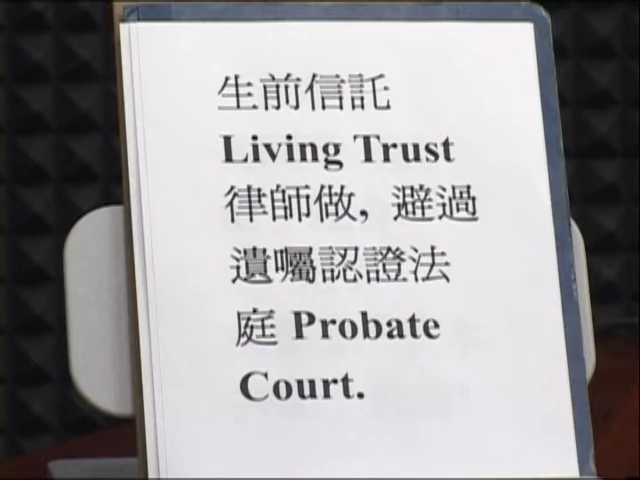 生前信託
Living Trust
律師做, 避過
遺囑認證法
庭 Probate
Court.